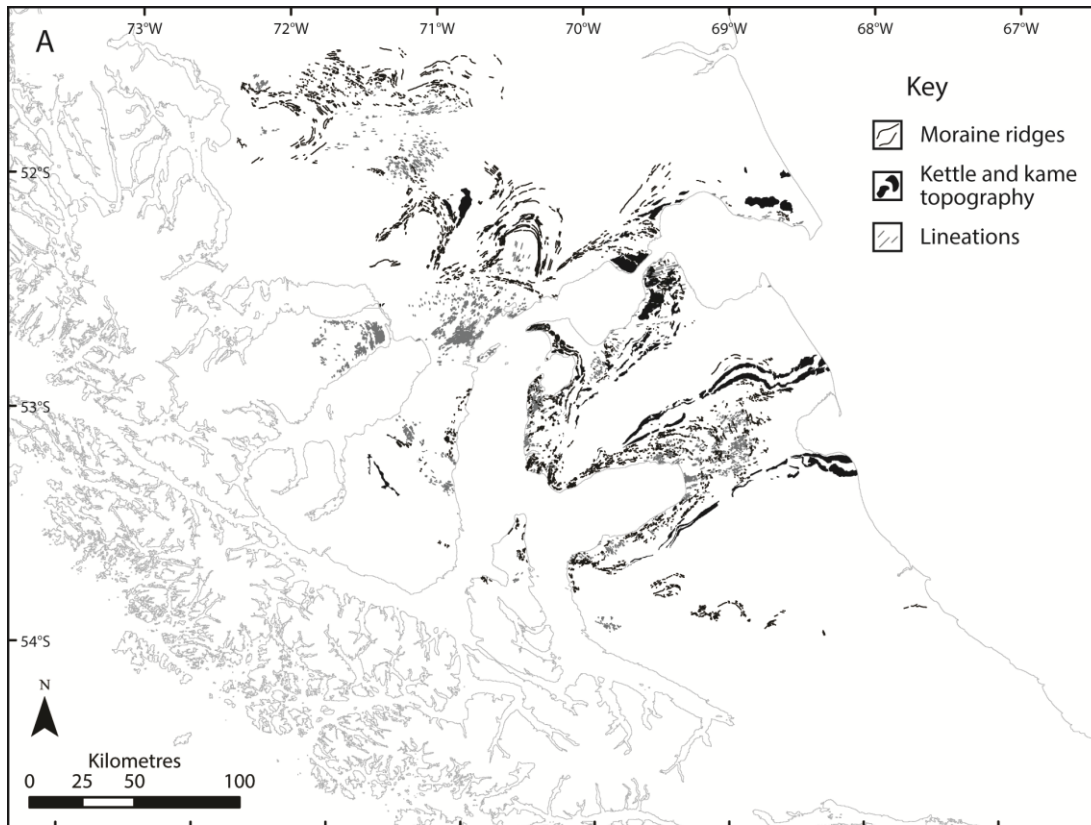 73°W 72°W 71°W 70°W 69°W 68°W 67°W
A
Key
Moraine ridges
Kettle and kame
topography
Lineations
52°S
53°S
54°S
N
Kilometres
0 25 50 100